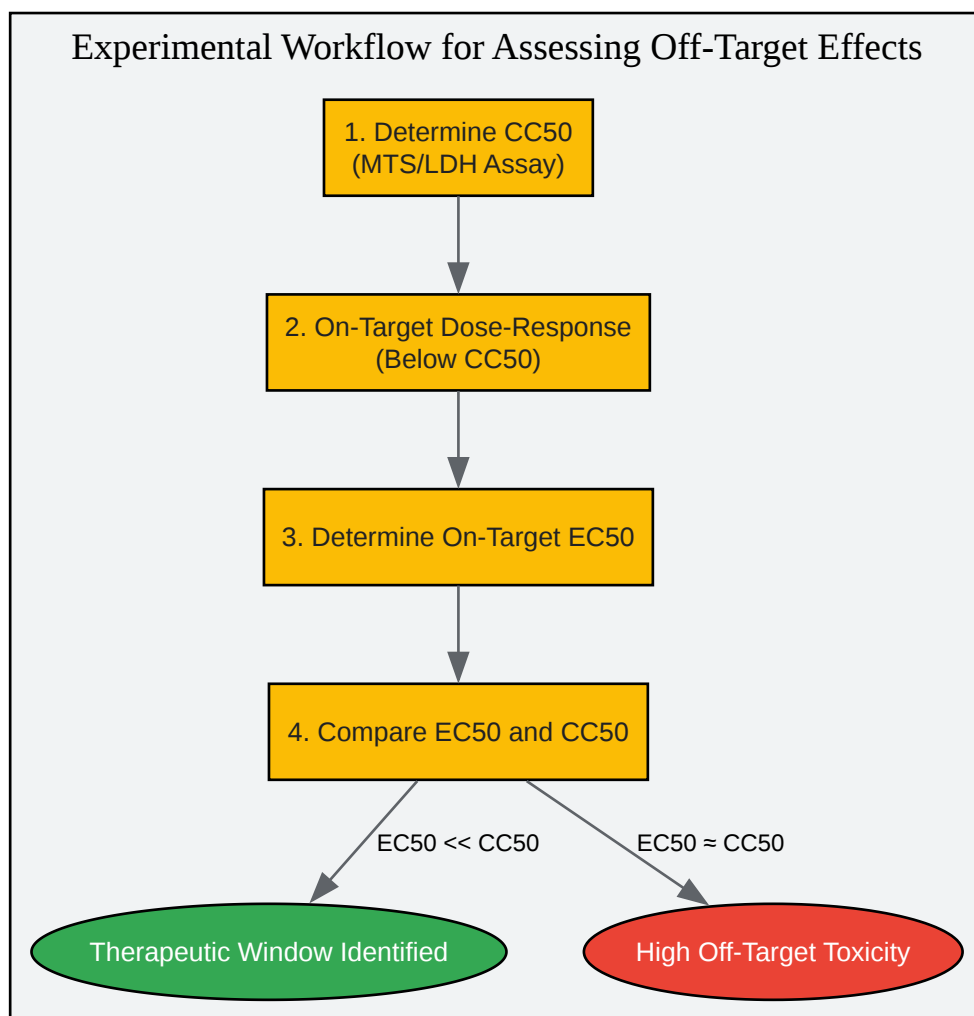 Experimental Workflow for Assessing Off-Target Effects
1. Determine CC50
(MTS/LDH Assay)
2. On-Target Dose-Response
(Below CC50)
3. Determine On-Target EC50
4. Compare EC50 and CC50
EC50 << CC50
EC50 ≈ CC50
Therapeutic Window Identified
High Off-Target Toxicity